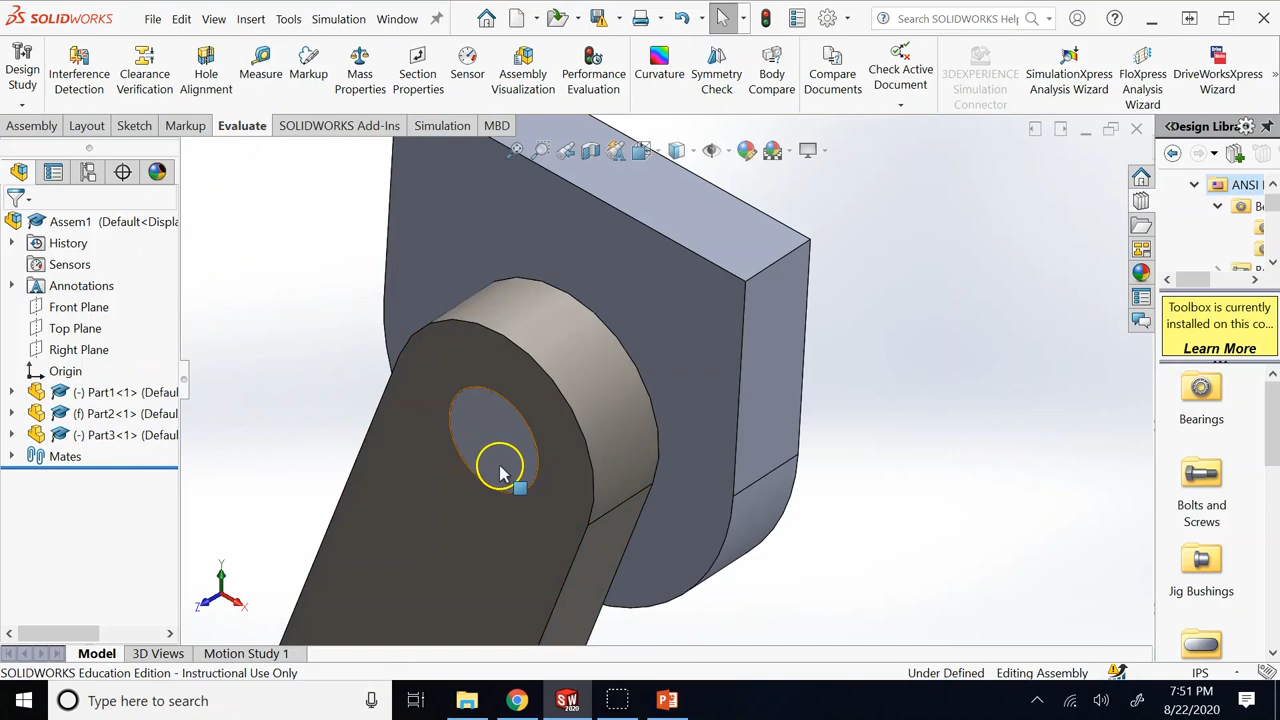 SOLIDWORKS
File Edit View Insert Tools Simulation Window
Search SOLIDWORKS Help
Design Study
Interference Detection
Clearance Verification
Hole Alignment
Measure
Markup
Mass Properties
Section Properties
Sensor
Assembly Visualization
Performance Evaluation
Curvature
Symmetry Check
Body Compare
Compare Documents
Check Active Document
3DEXPERIENCE Simulation Connector
SimulationXpress Analysis Wizard
FloXpress Analysis Wizard
DriveWorksXpress Wizard
Assembly Layout Sketch Markup Evaluate SOLIDWORKS Add-Ins Simulation MBD
Design Libra
ANSI I
Be
Assem1 (Default<Displa
History
Sensors
Annotations
Front Plane
Top Plane
Right Plane
Origin
(-) Part1<1> (Defaul
(f) Part2<1> (Defaul
(-) Part3<1> (Defaul
Mates
Toolbox is currently
installed on this co...
Learn More
Bearings
Bolts and
Screws
Jig Bushings
Y
Z X
Model 3D Views Motion Study 1
SOLIDWORKS Education Edition - Instructional Use Only Under Defined Editing Assembly IPS
Type here to search
SW
2020
7:51 PM
8/22/2020